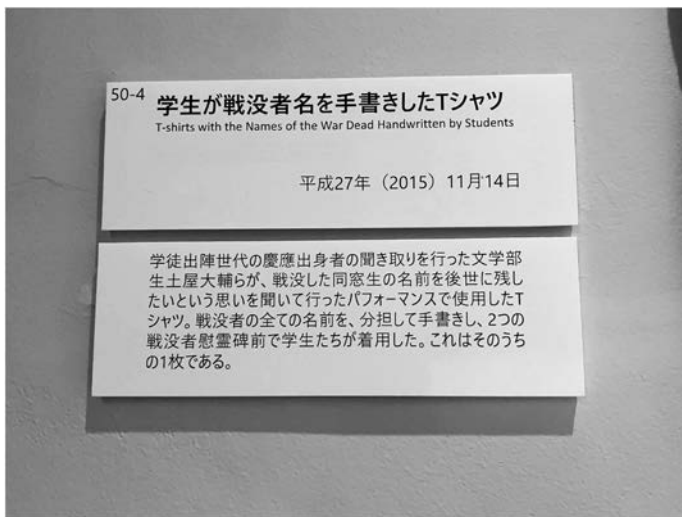 50-4 学生が戦没者名を手書きしたTシャツ
T-shirts with the Names of the War Dead Handwritten by Students
平成27年（2015）11月14日
学徒出陣世代の慶應出身者の聞き取りを行った文学部
生土屋大輔らが、戦没した同窓生の名前を後世に残し
たいという思いを聞いて行ったパフォーマンスで使用したT
シャツ。戦没者の全ての名前を、分担して手書きし、2つの
戦没者慰霊碑前で学生たちが着用した。これはそのうち
の1枚である。